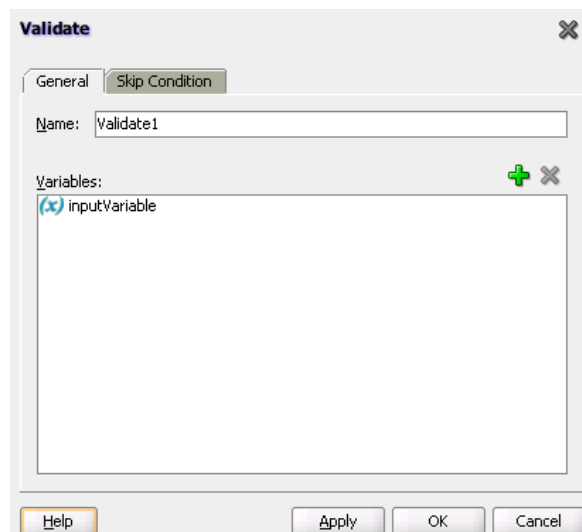 Validate
General Skip Condition
Name: Validate1
Variables:
(x) inputVariable
Help Apply OK Cancel